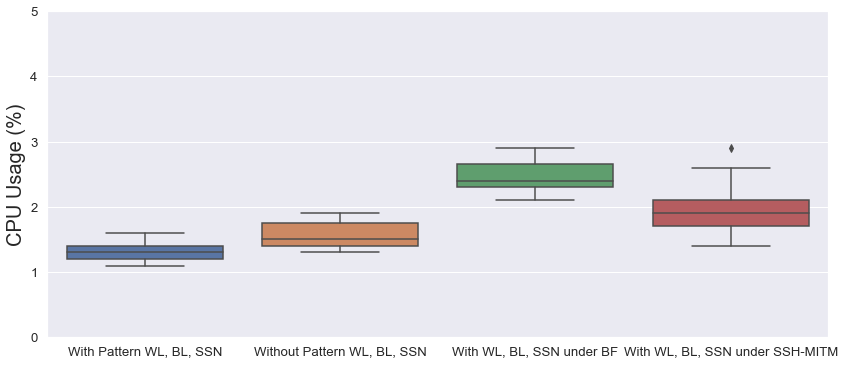 5
4
3
2
1
0
CPU Usage (%)
With Pattern WL, BL, SSN
Without Pattern WL, BL, SSN
With WL, BL, SSN under BF
With WL, BL, SSN under SSH-MITM